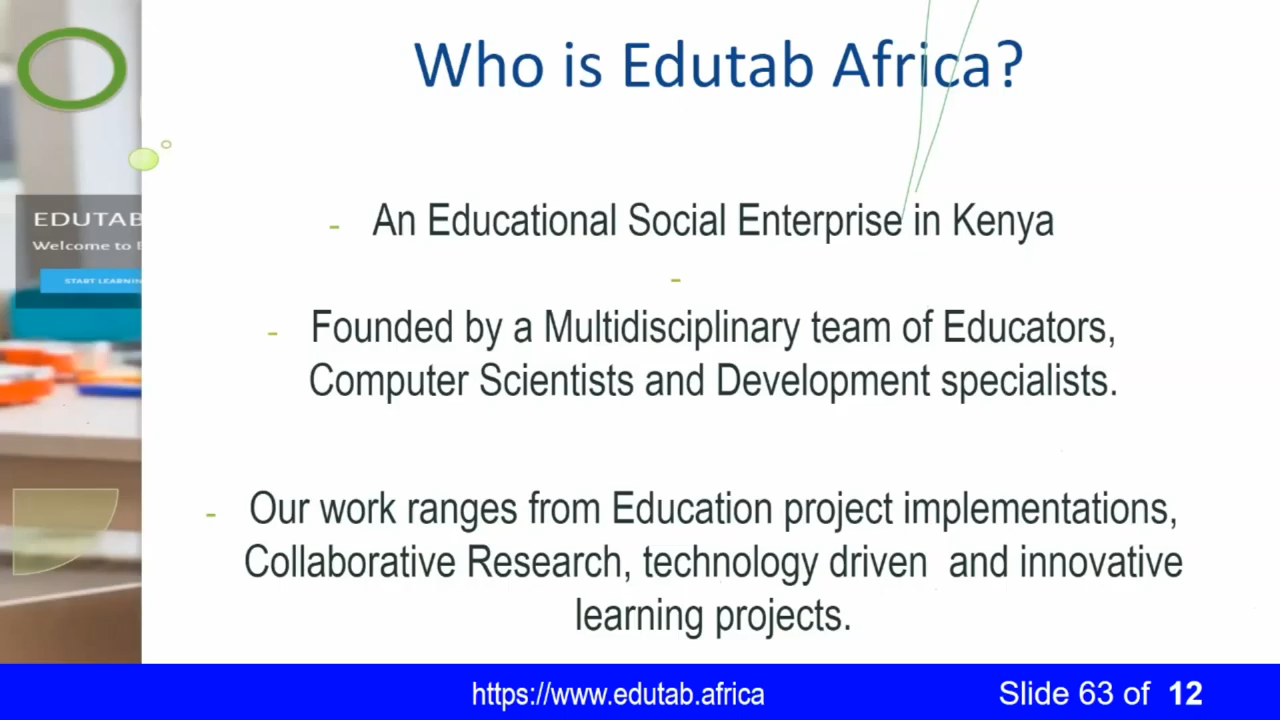 Who is Edutab Africa?
EDUTAB
Welcome to
START LEARNIN
- An Educational Social Enterprise in Kenya
-
- Founded by a Multidisciplinary team of Educators,
Computer Scientists and Development specialists.
- Our work ranges from Education project implementations,
Collaborative Research, technology driven and innovative
learning projects.
https://www.edutab.africa
Slide 63 of 12